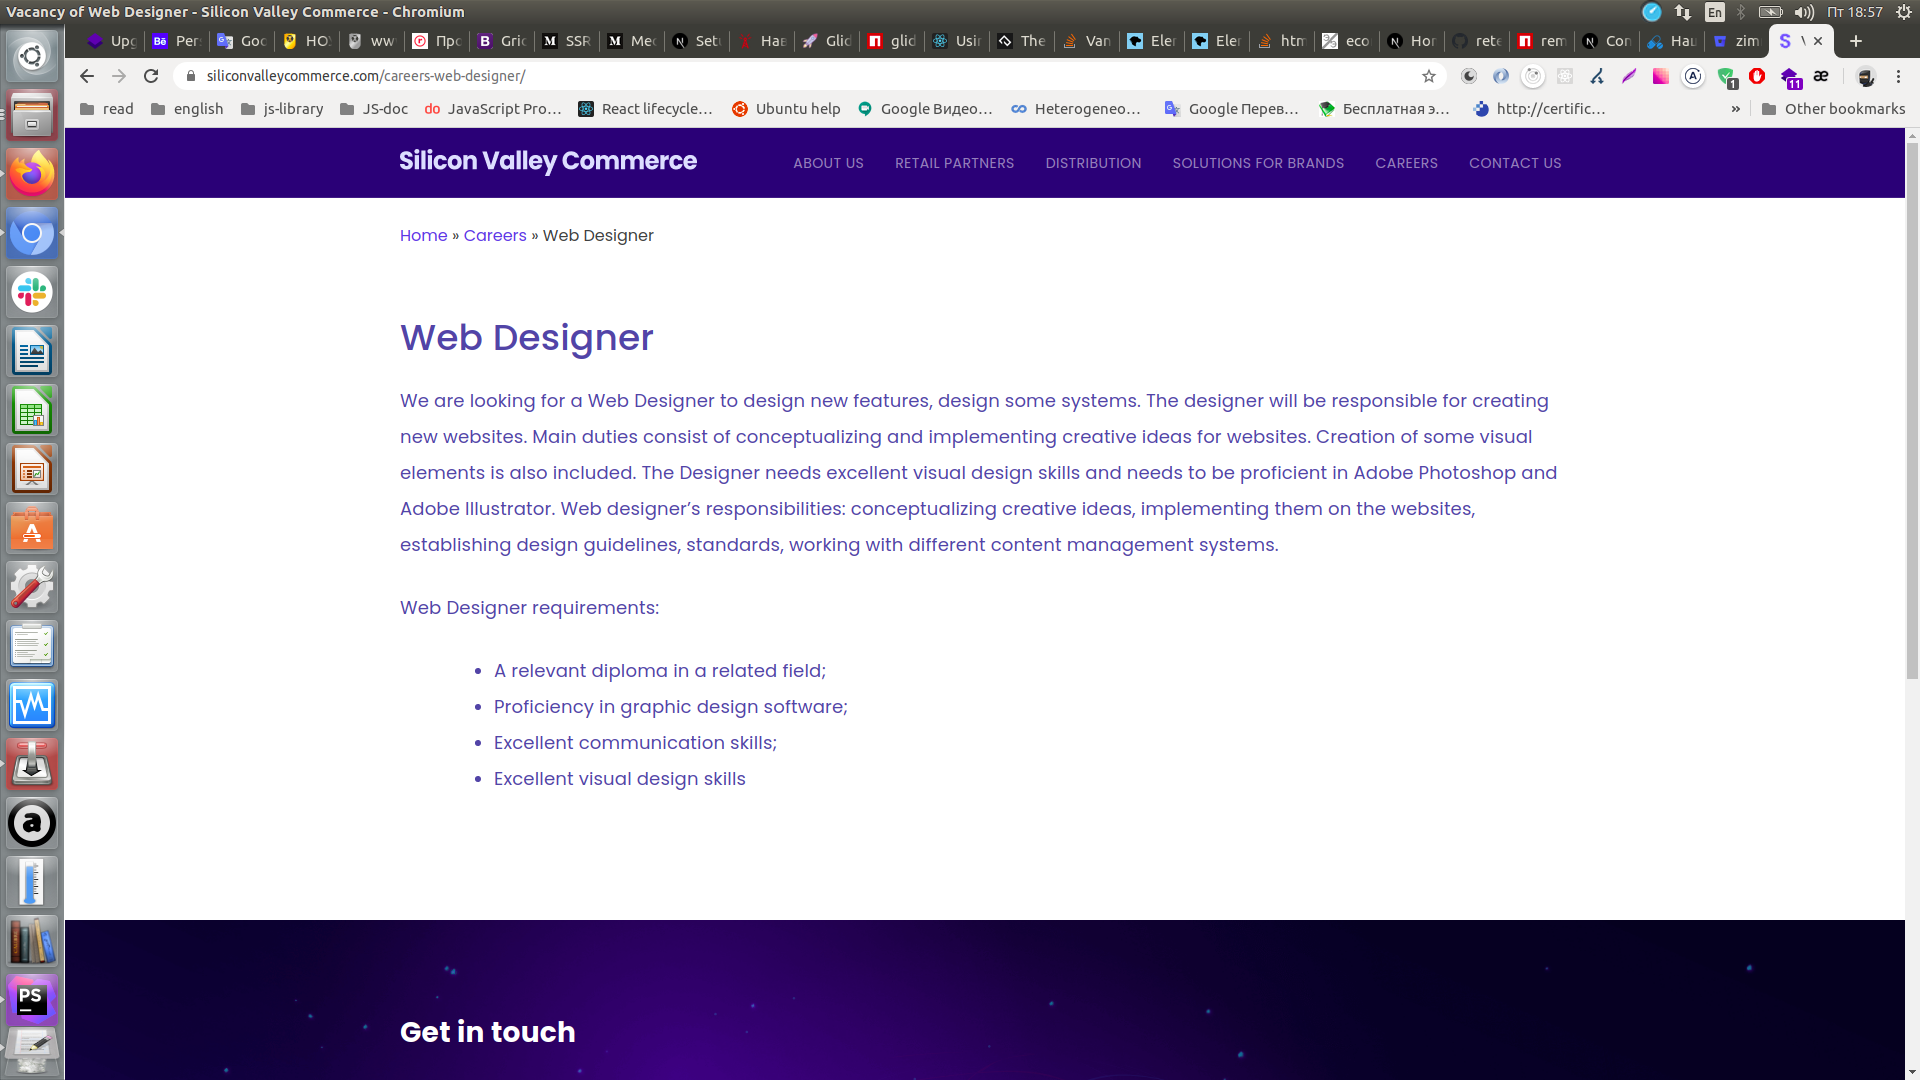 Vacancy of Web Designer - Silicon Valley Commerce - Chromium
En
Пт 18:57
Upg
Per
Goo
НО
ww
Про
Gric
SSR
Med
Set
Нав
Glid
glid
Usin
The
Van
Eler
Eler
htm
eco
Hor
rete
rem
Con
Наш
zim
siliconvalleycommerce.com/careers-web-designer/
1
11
read
english
js-library
JS-doc
JavaScript Pro...
React lifecycle...
Ubuntu help
Google Видео...
Heterogeneo...
Google Перев...
Бесплатная э...
http://certific...
»
Other bookmarks
Silicon Valley Commerce
ABOUT US
RETAIL PARTNERS
DISTRIBUTION
SOLUTIONS FOR BRANDS
CAREERS
CONTACT US
Home » Careers » Web Designer
Web Designer
We are looking for a Web Designer to design new features, design some systems. The designer will be responsible for creating
new websites. Main duties consist of conceptualizing and implementing creative ideas for websites. Creation of some visual
elements is also included. The Designer needs excellent visual design skills and needs to be proficient in Adobe Photoshop and
Adobe Illustrator. Web designer’s responsibilities: conceptualizing creative ideas, implementing them on the websites,
establishing design guidelines, standards, working with different content management systems.
Web Designer requirements:
• A relevant diploma in a related field;
• Proficiency in graphic design software;
• Excellent communication skills;
• Excellent visual design skills
PS
Get in touch